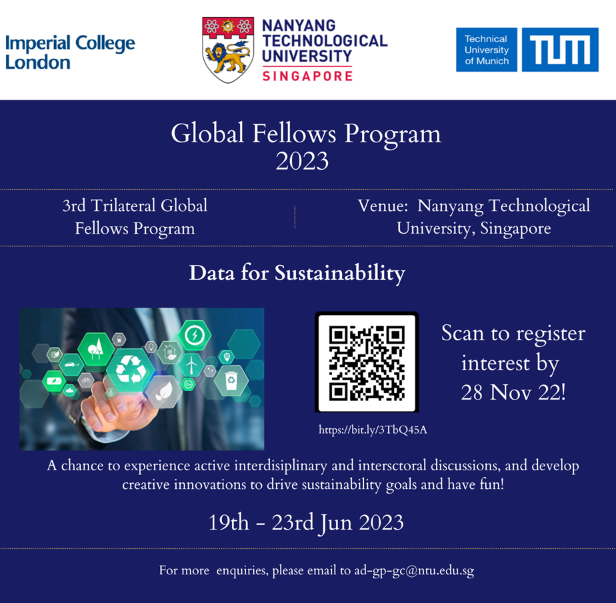 Imperial College
London
NANYANG
TECHNOLOGICAL
UNIVERSITY
SINGAPORE
Technical
University
of Munich
TUM
Global Fellows Program
2023
3rd Trilateral Global
Fellows Program
Venue: Nanyang Technological
University, Singapore
Data for Sustainability
Scan to register
interest by
28 Nov 22!
https://bit.ly/3TbQ45A
A chance to experience active interdisiplinary and intersctoral discussions, and develop
creative innovations to drive sustainability goals and have fun!
19th - 23rd Jun 2023
For more enquiries, please email to ad-gp-gc@ntu.edu.sg